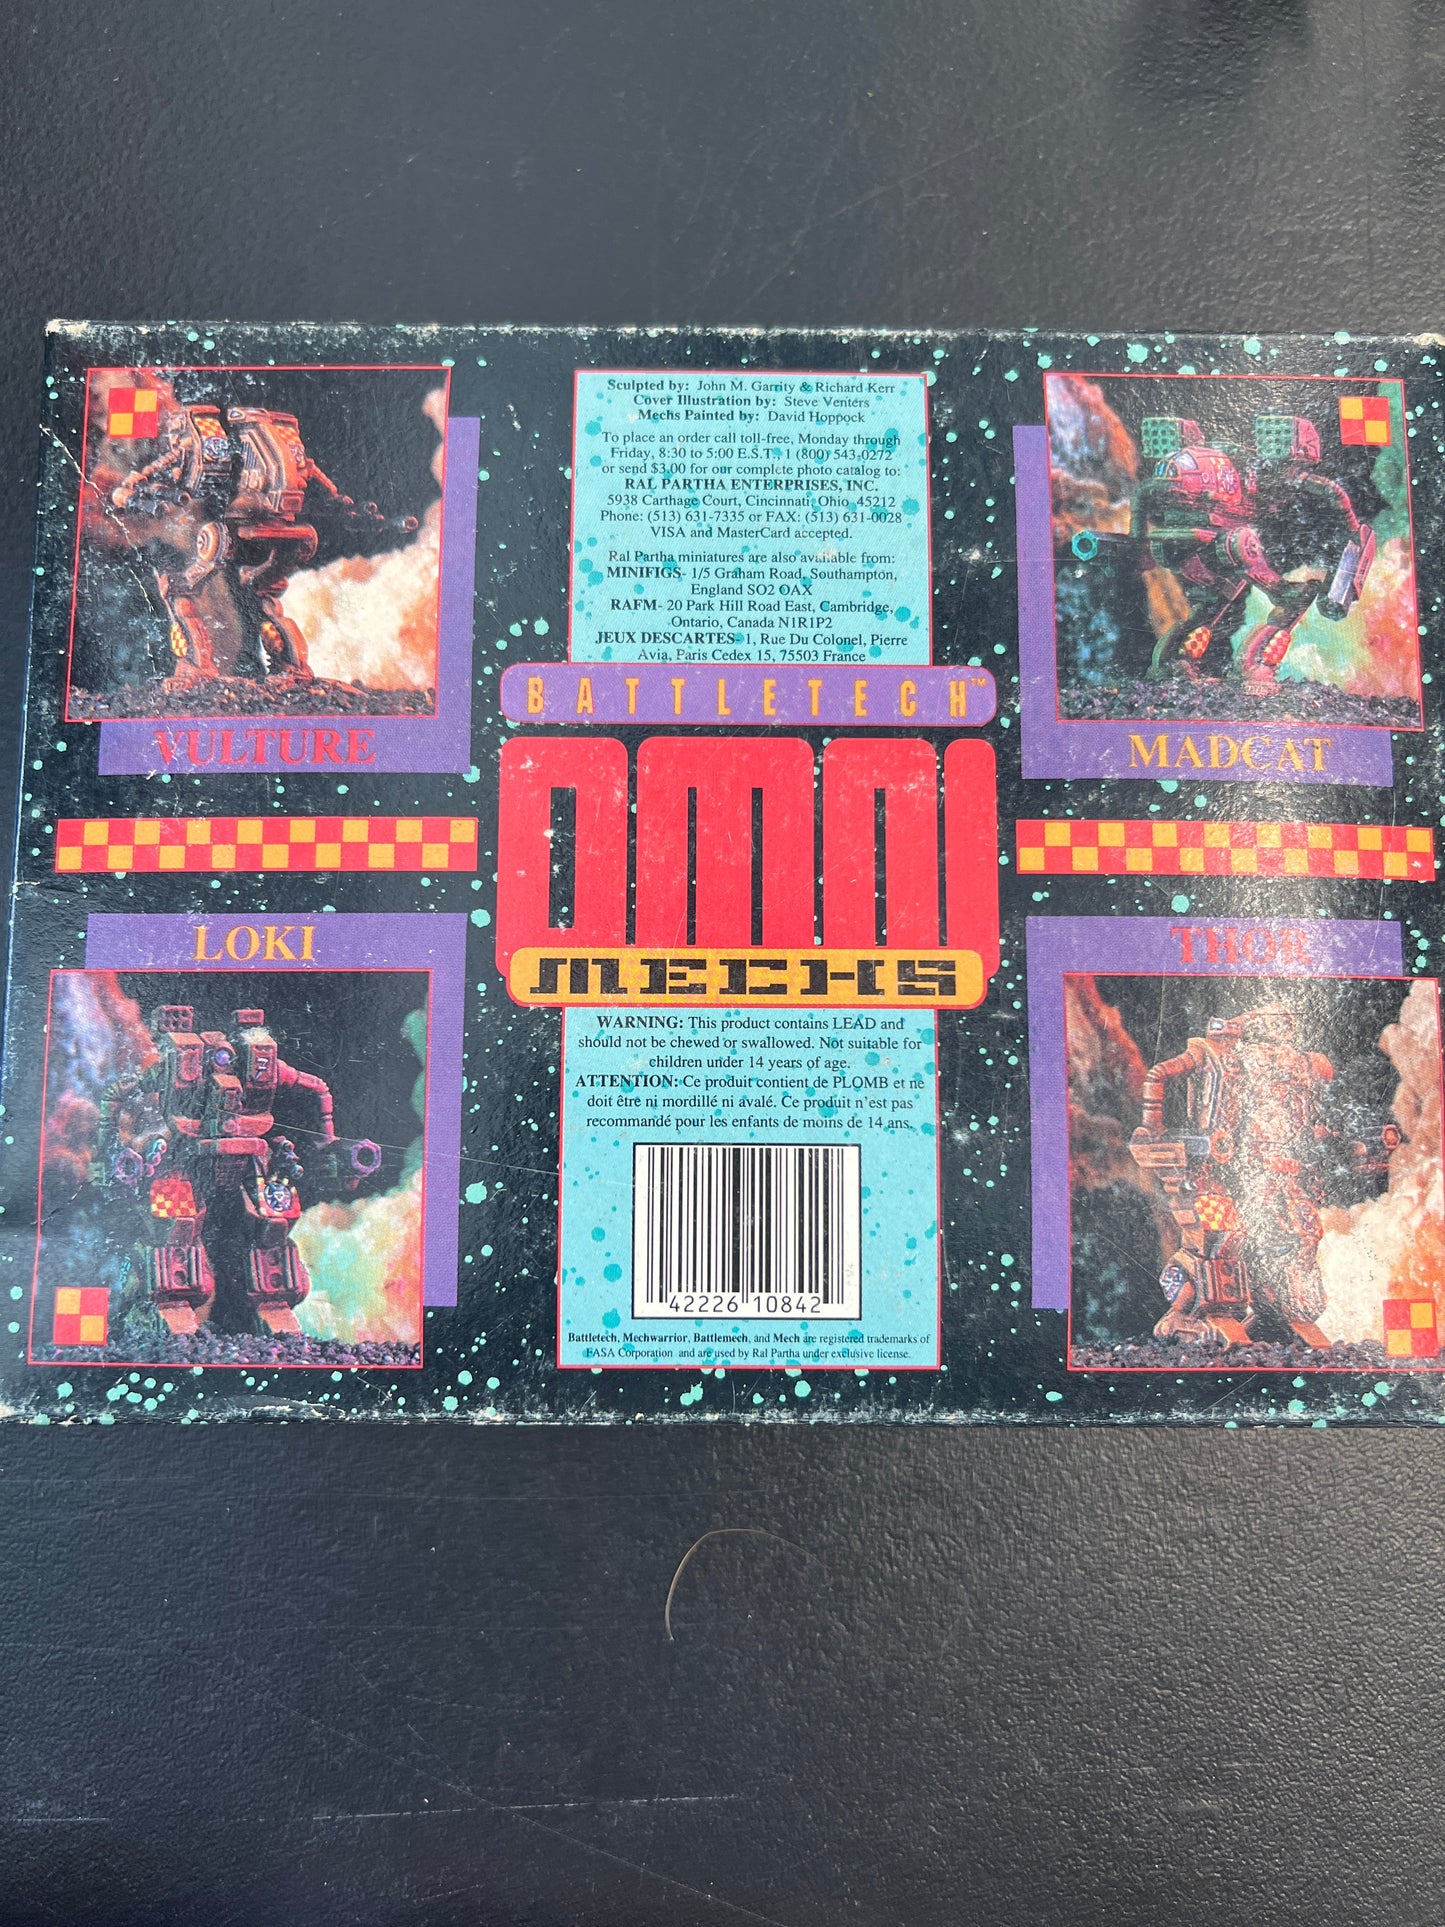 VULTURE
Sculpted by: John M. Garrity & Richard Kerr
Cover Illustration by: Steve Venters
Mechs Painted by: David Hoppock
To place an order call toll-free, Monday through
Friday, 8:30 to 5:00 E.S.T., 1 (800) 543-0272
or send $3.00 for our complete photo catalog to:
RAL PARTHA ENTERPRISES, INC.
5938 Carthage Court, Cincinnati, Ohio 45212
Phone: (513) 631-7335 or FAX: (513) 631-0028
VISA and MasterCard accepted.
Ral Partha miniatures are also available from:
MINIFIGS- 1/5 Graham Road, Southampton,
England SO2 OAX
RAFM- 20 Park Hill Road East, Cambridge,
Ontario, Canada N1R1P2
JEUX DESCARTES- 1, Rue Du Colonel, Pierre
Avia, Paris Cedex 15, 75503 France
MADCAT
BATTLETECH™
OMNI
MECHS
LOKI
WARNING: This product contains LEAD and
should not be chewed or swallowed. Not suitable for
children under 14 years of age.
ATTENTION: Ce produit contient de PLOMB et ne
doit être ni mordillé ni avalé. Ce produit n'est pas
recommandé pour les enfants de moins de 14 ans.
42226 10842
Battletech, Mechwarrior, Battlemech, and Mech are registered trademarks of
FASA Corporation and are used by Ral Partha under exclusive license.
THOR